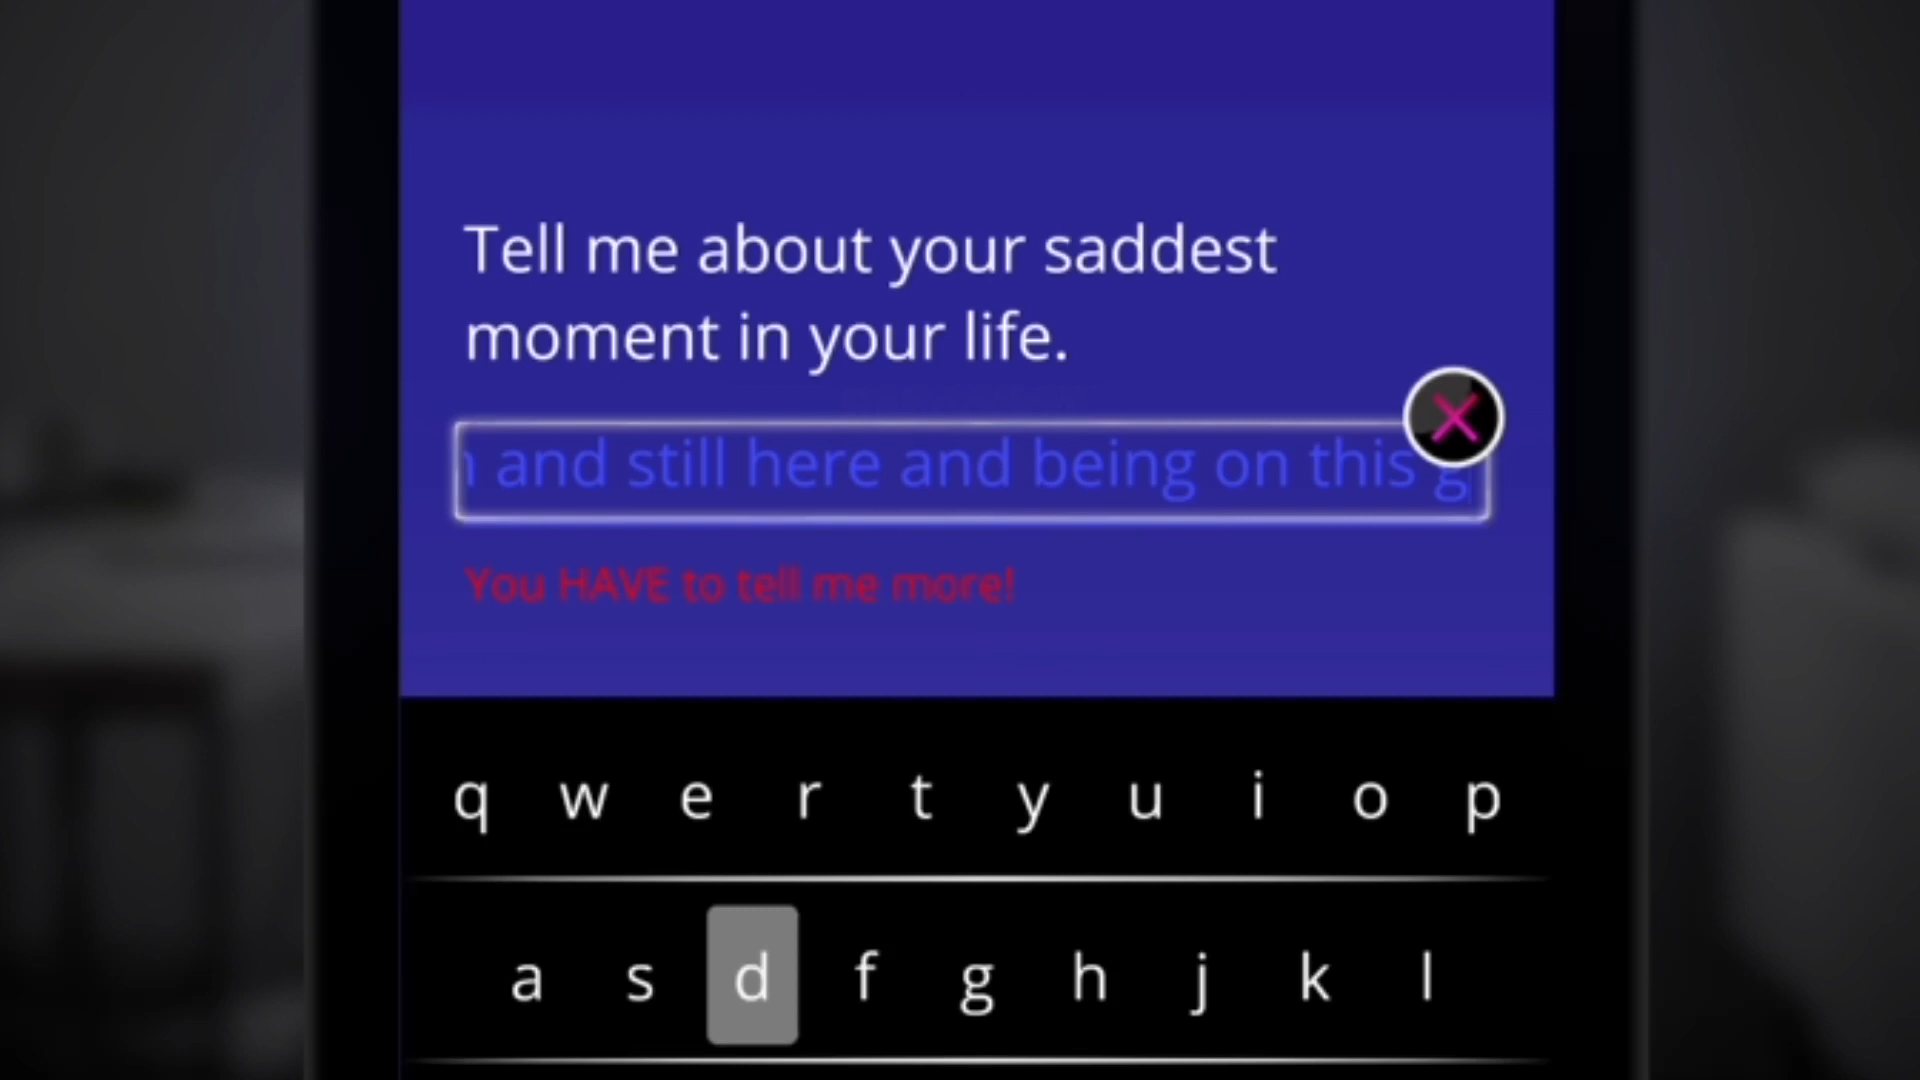 Tell me about your saddest
moment in your life.
and still here and being on this g
You HAVE to tell me more!
q w e r t y u i o p
a s d f g h j k l